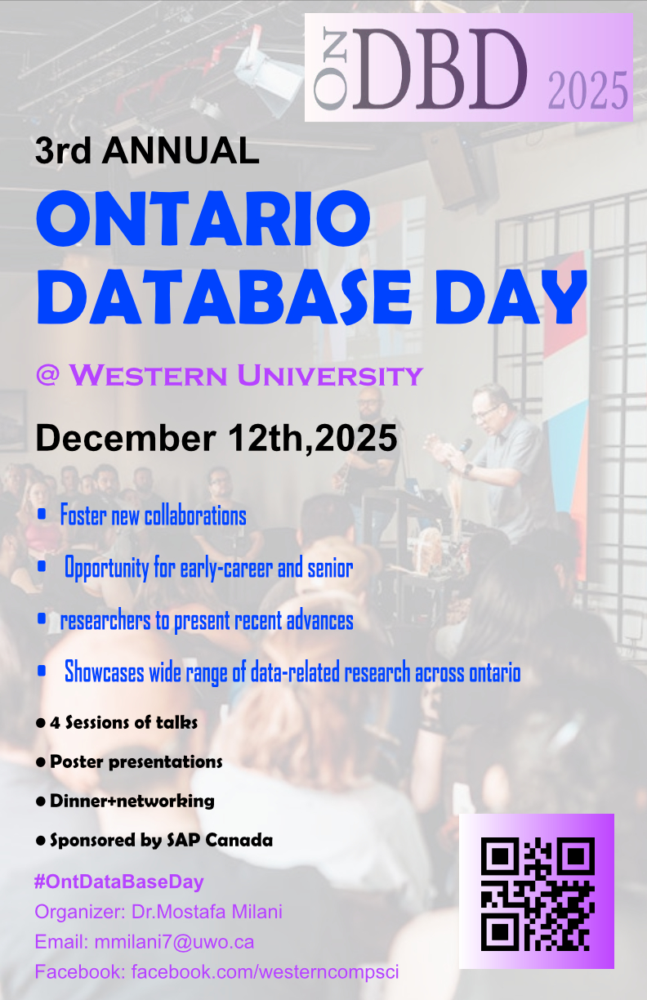 ON DBD 2025
3rd ANNUAL
ONTARIO
DATABASE DAY
@ WESTERN UNIVERSITY
December 12th,2025
▪ Foster new collaborations
▪ Opportunity for early-career and senior
▪ researchers to present recent advances
▪ Showcases wide range of data-related research across ontario
● 4 Sessions of talks
● Poster presentations
● Dinner+networking
● Sponsored by SAP Canada
#OntDataBaseDay
Organizer: Dr.Mostafa Milani
Email: mmilani7@uwo.ca
Facebook: facebook.com/westerncompsci